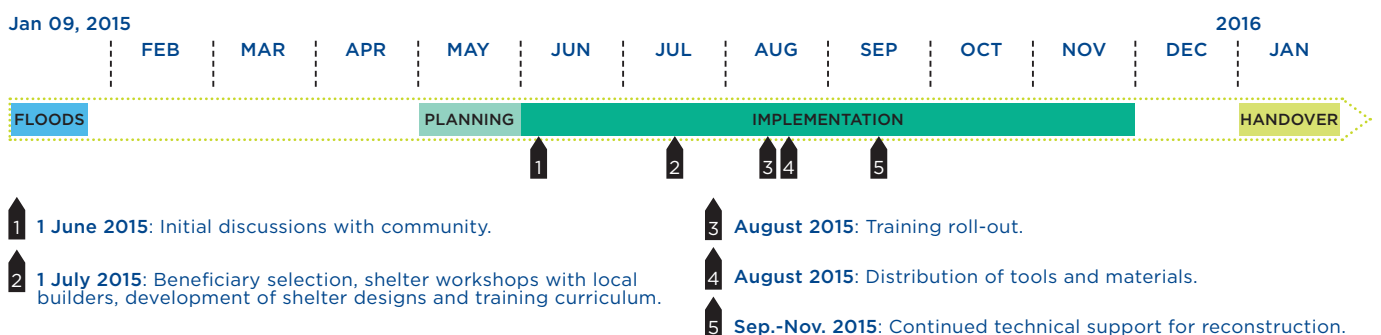 Jan 09, 2015
2016
FEB MAR APR MAY JUN JUL AUG SEP OCT NOV DEC JAN
FLOODS PLANNING IMPLEMENTATION HANDOVER
1 2 3 4 5
1 1 June 2015: Initial discussions with community.
2 1 July 2015: Beneficiary selection, shelter workshops with local
builders, development of shelter designs and training curriculum.
3 August 2015: Training roll-out.
4 August 2015: Distribution of tools and materials.
5 Sep.-Nov. 2015: Continued technical support for reconstruction.